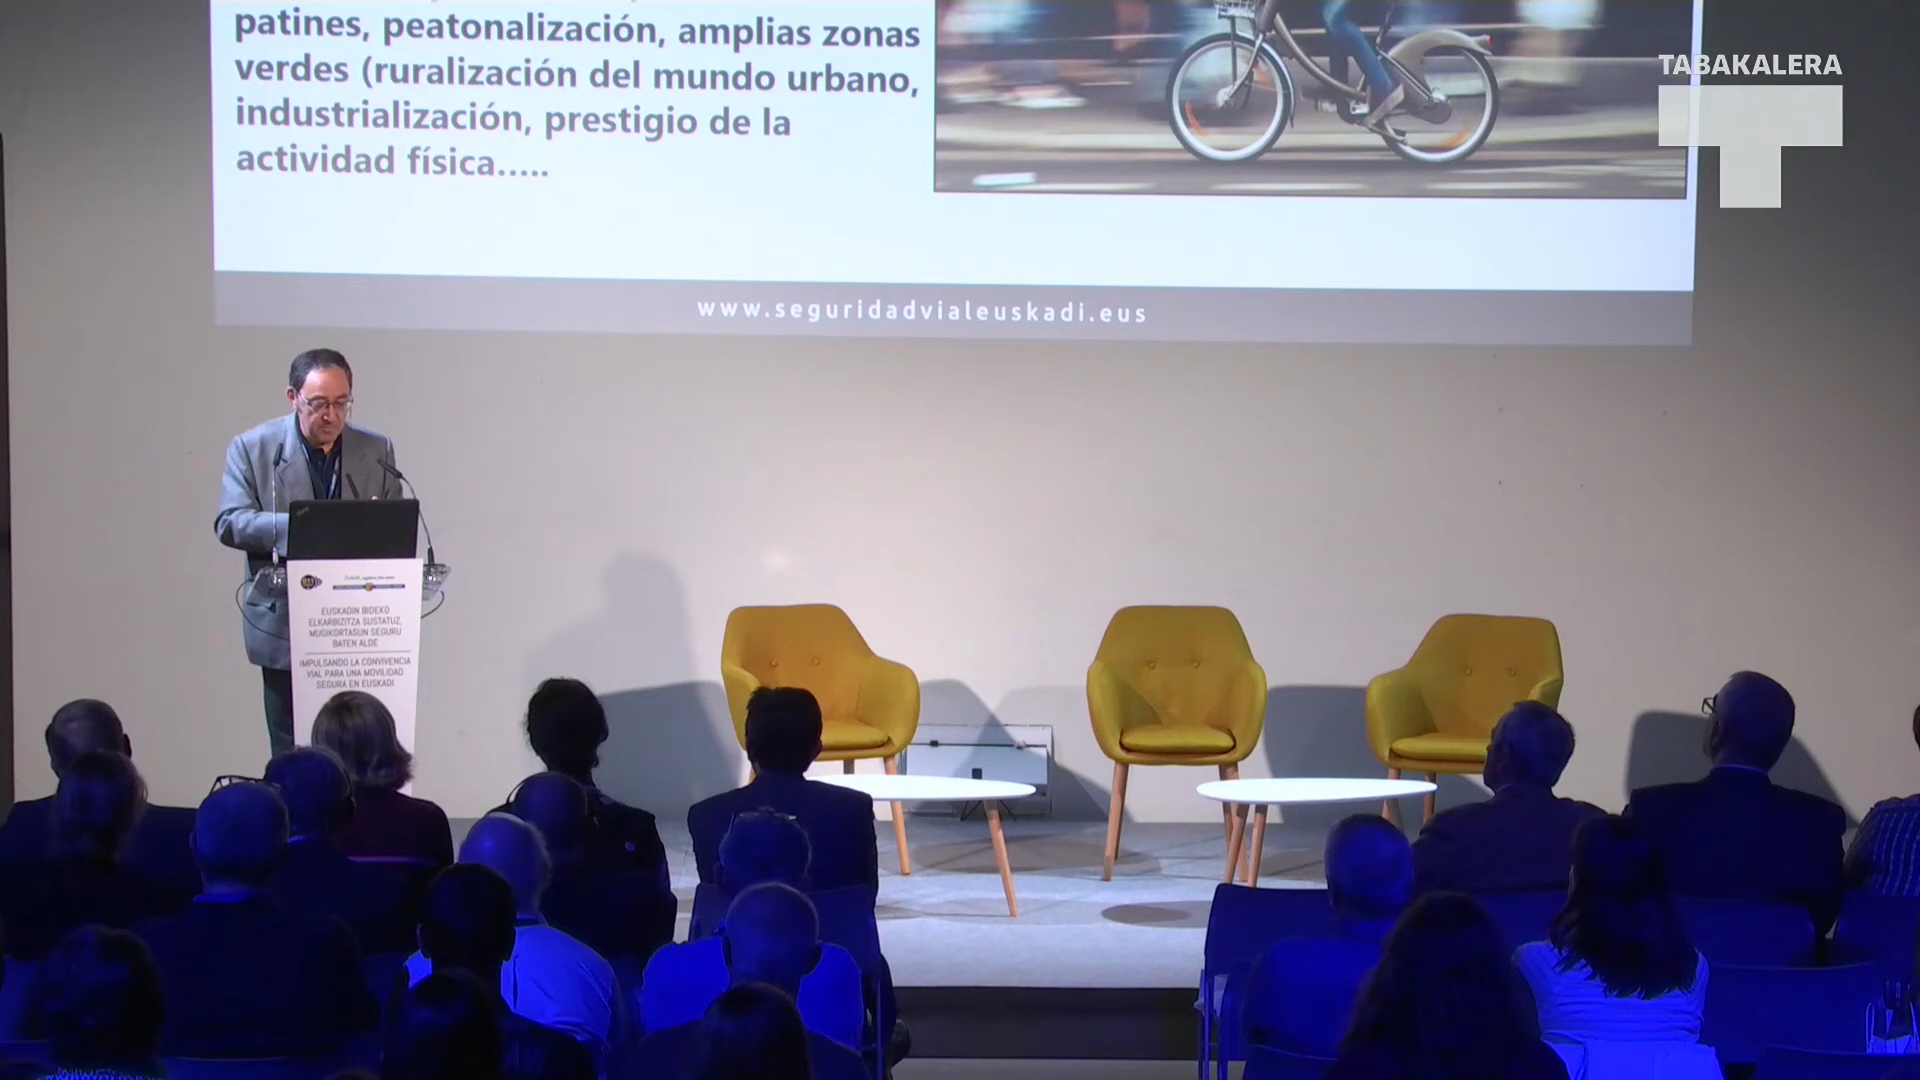 patines, peatonalización, amplias zonas
verdes (ruralización del mundo urbano,
industrialización, prestigio de la
actividad física.....
www.seguridadvialeuskadi.eus
TABAKALERA
EUSKADIN BIDEKO
ELKARBIZITZA SUSTATUZ,
MUGIKORTASUN SEGURU
BATEN ALDE
IMPULSANDO LA CONVIVENCIA
VIAL PARA UNA MOVILIDAD
SEGURA EN EUSKADI